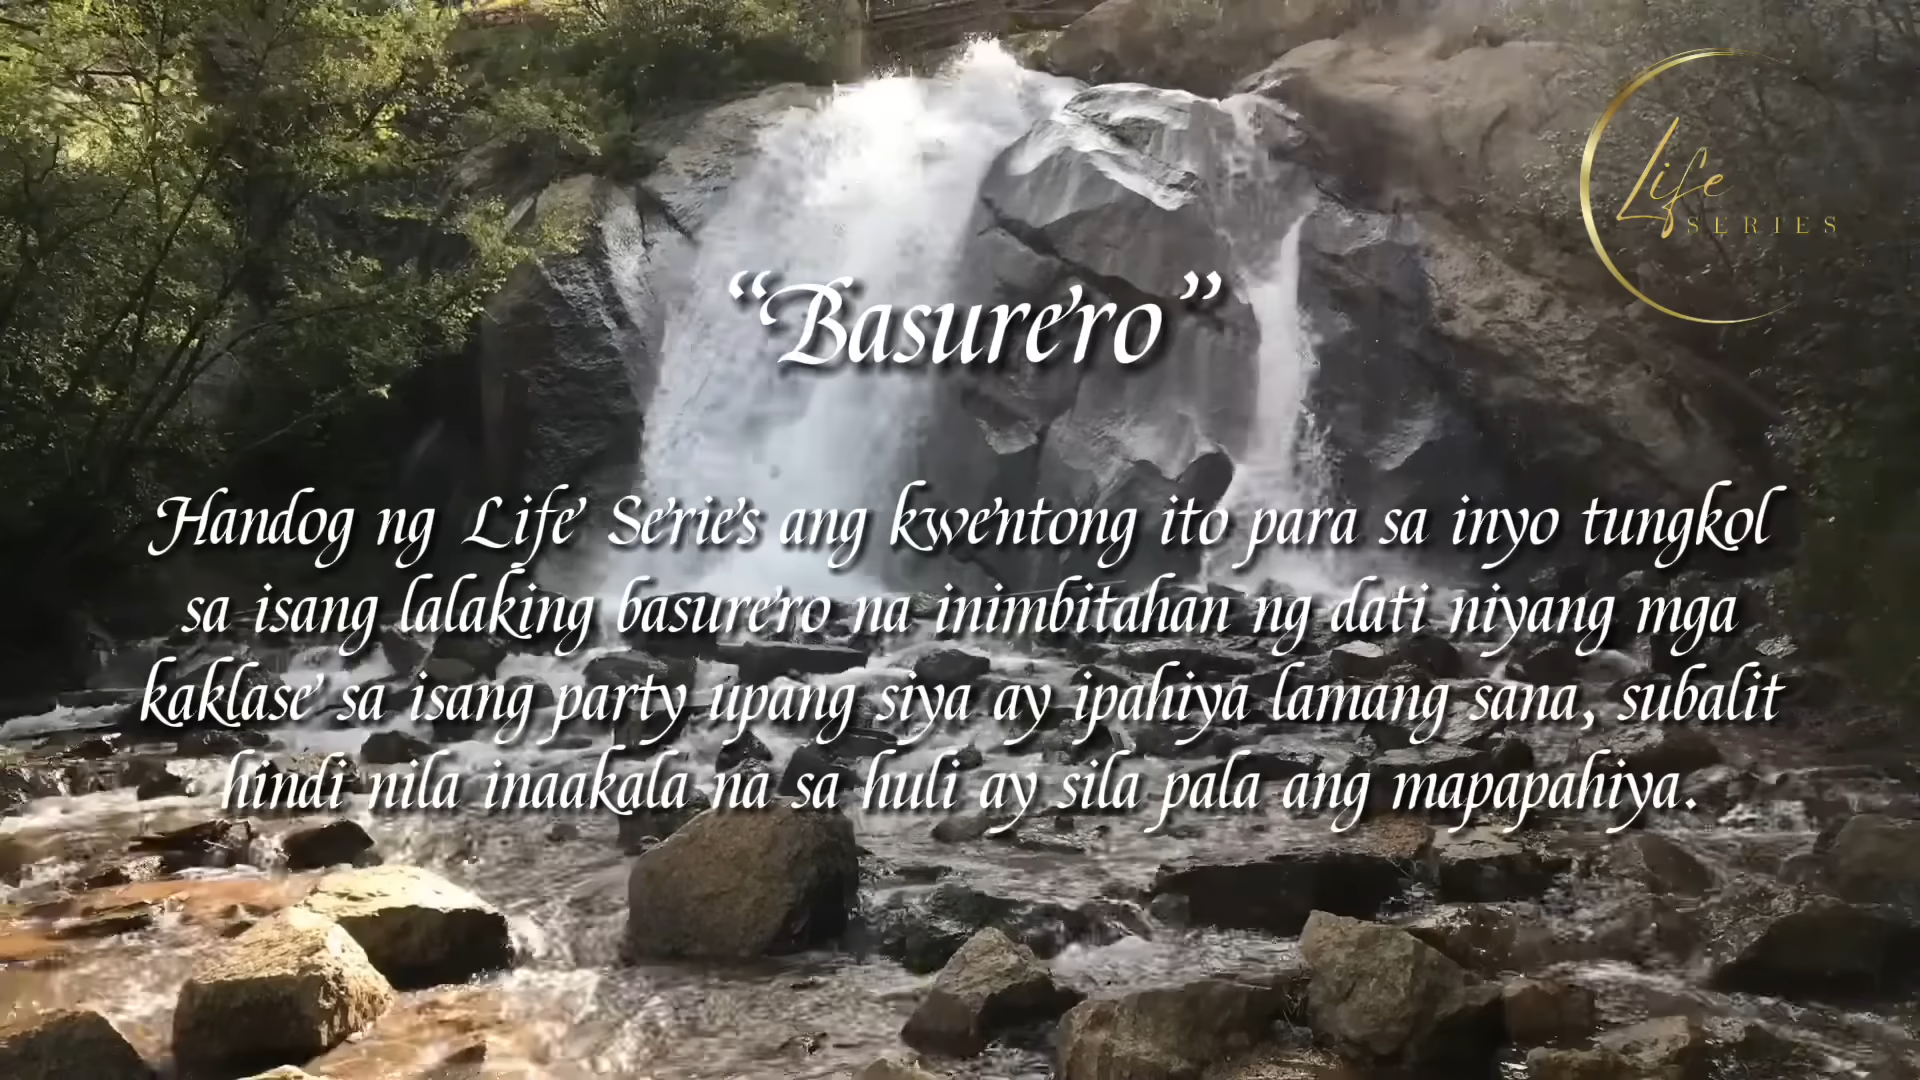 Life
SERIES
“Basurero”
Handog ng Life Series ang kwentong ito para sa inyo tungkol
sa isang lalaking basurero na inimbitahan ng dati niyang mga
kaklase sa isang party upang siya ay ipahiya lamang sana, subalit
hindi nila inaakala na sa huli ay sila pala ang mapapahiya.